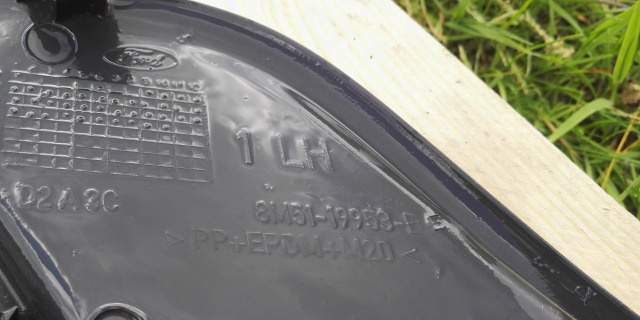 Ford
1 LH
D2A8C
8M51-19953-
>PP+EPDM+M20<